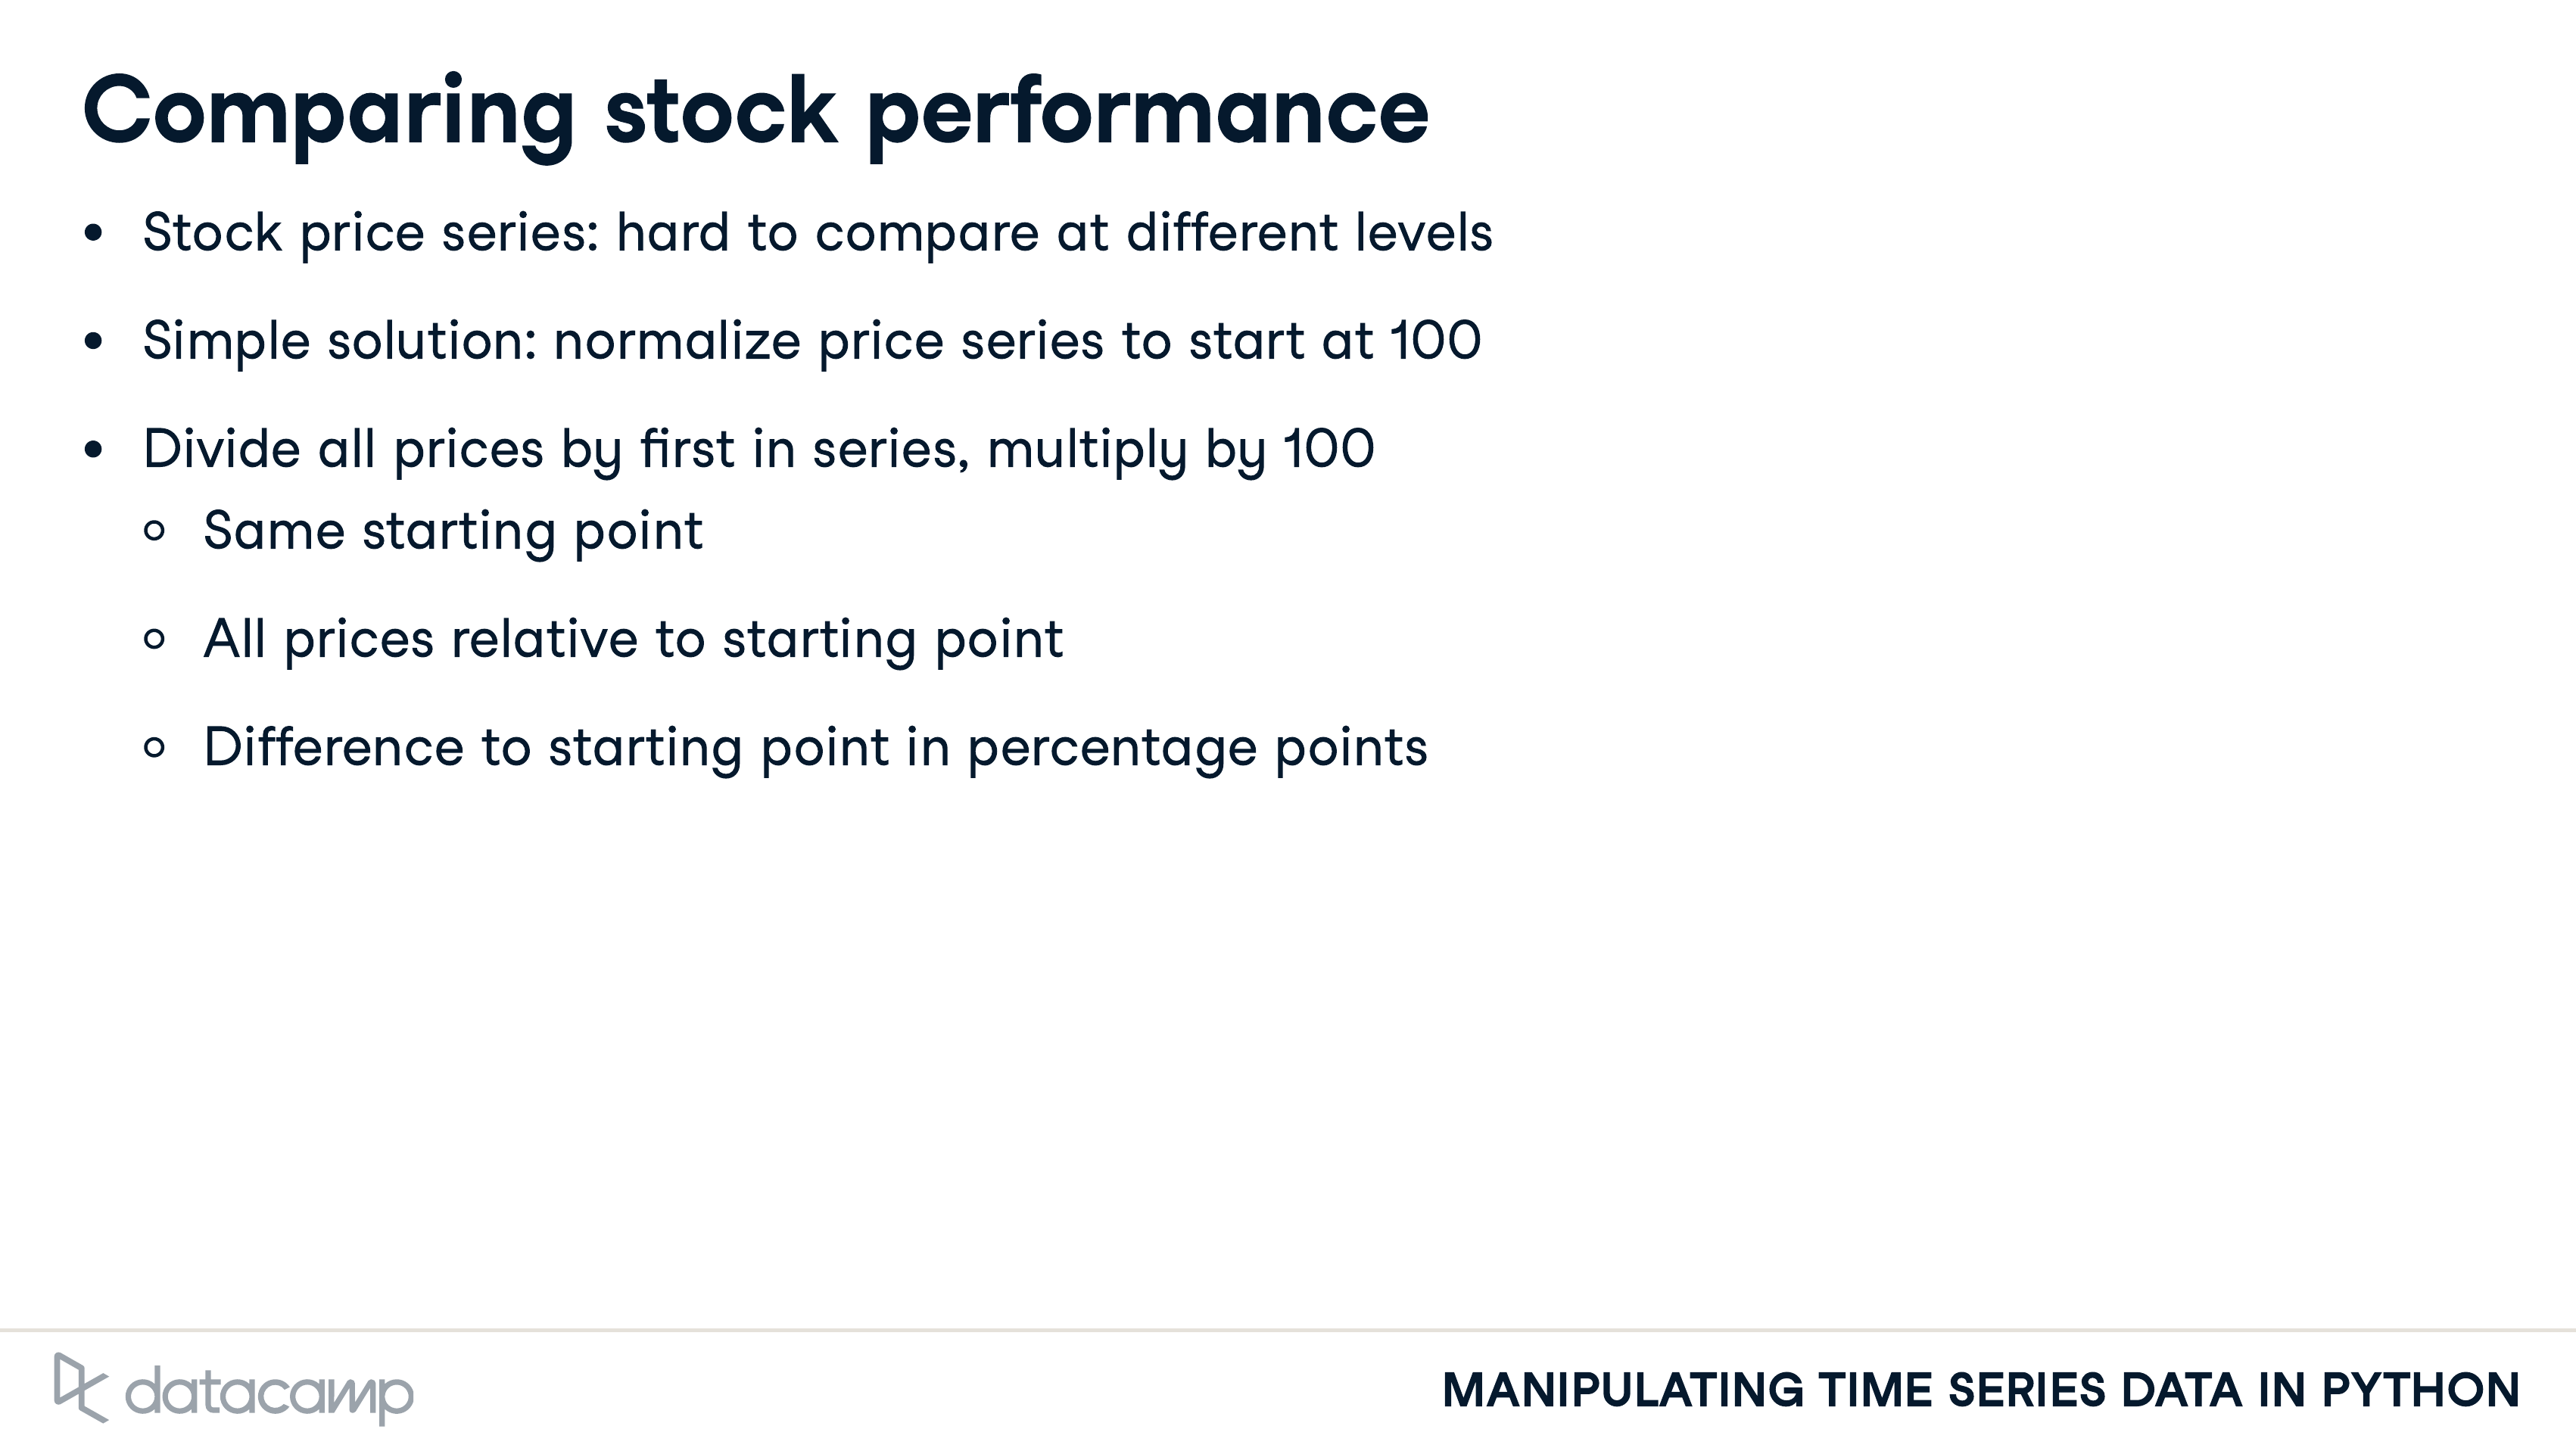 Comparing stock performance
• Stock price series: hard to compare at different levels
• Simple solution: normalize price series to start at 100
• Divide all prices by first in series, multiply by 100
○ Same starting point
○ All prices relative to starting point
○ Difference to starting point in percentage points
datacamp
MANIPULATING TIME SERIES DATA IN PYTHON